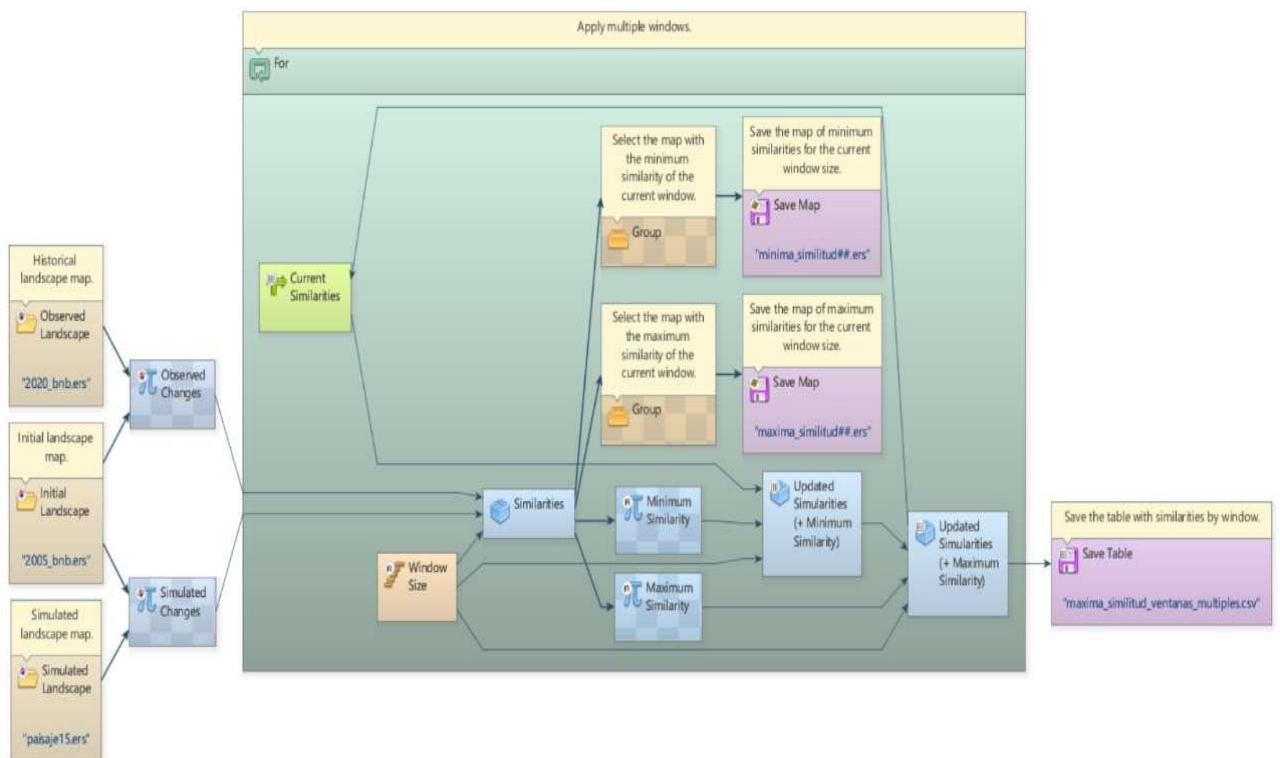 Apply multiple windows.
For
Select the map with
the minimum
similarity of the
current window.
Group
Save the map of minimum
similarities for the current
window size.
Save Map
"minima_similitud##.ers"
Current
Similarities
Select the map with
the maximum
similarity of the
current window.
Group
Save the map of maximum
similarities for the current
window size.
Save Map
"maxima_similitud##.ers"
Historical
landscape map.
Observed
Landscape
"2020_bnb.ers"
Observed
Changes
Initial landscape
map.
Initial
Landscape
"2005_bnb.ers"
Simulated
Changes
Simulated
landscape map.
Simulated
Landscape
"paisaje15.ers"
Similarities
Window
Size
Minimum
Similarity
Maximum
Similarity
Updated
Simularities
(+ Minimum
Similarity)
Updated
Simularities
(+ Maximum
Similarity)
Save the table with similarities by window.
Save Table
"maxima_similitud_ventanas_multiples.csv"